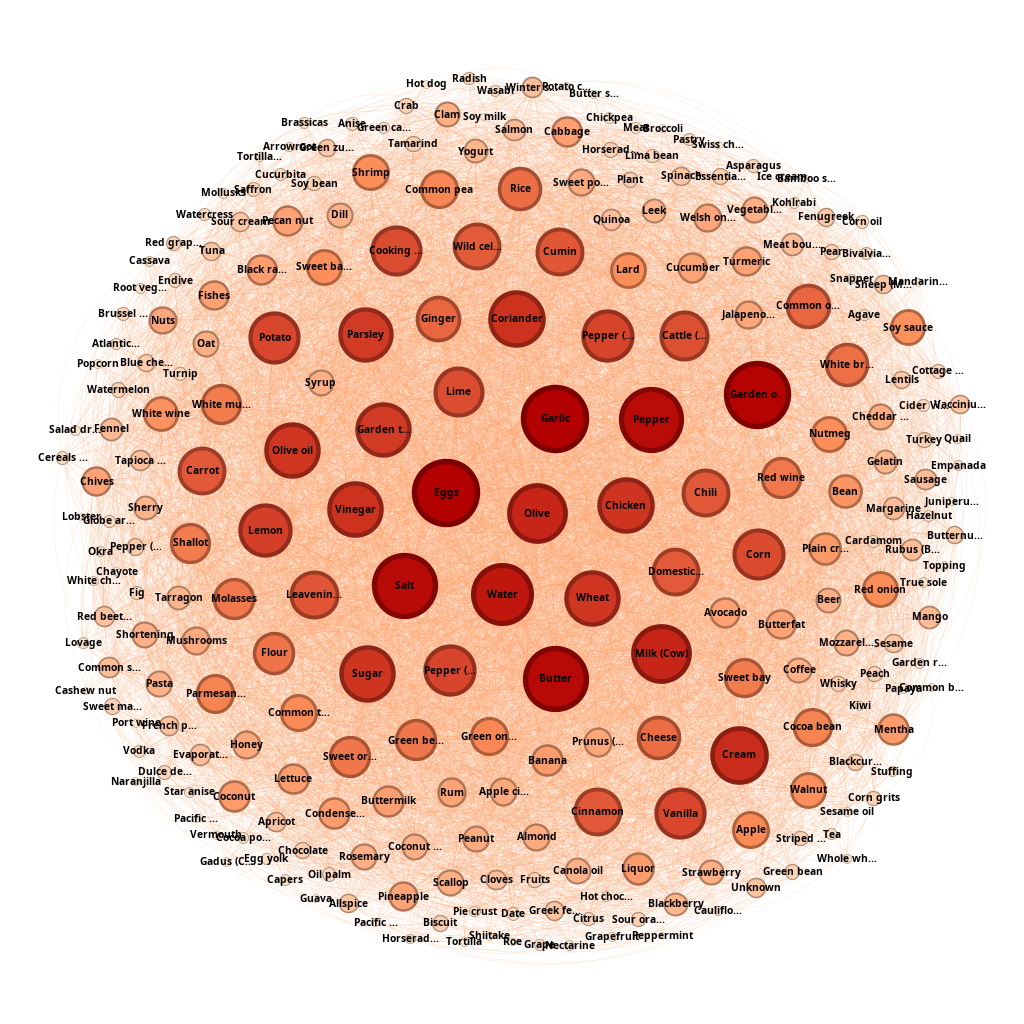 Radish
Hot dog
Wasabi
Winter s...
Potato c...
Butter s...
Crab
Clam
Soy milk
Chickpea
Brassicas
Anise
Green ca...
Salmon
Cabbage
Meat
Broccoli
Pastry
Swiss ch...
Arrowroot
Green zu...
Tamarind
Yogurt
Horserad...
Lima bean
Tortilla...
Asparagus
Cucurbita
Soy bean
Shrimp
Common pea
Rice
Sweet po...
Plant
Spinach
Essentia...
Ice cream
Bamboo s...
Mollusks
Saffron
Kohlrabi
Watercress
Sour cream
Pecan nut
Dill
Quinoa
Leek
Welsh on...
Vegetabl...
Fenugreek
Corn oil
Red grap...
Tuna
Cooking ...
Wild cel...
Cumin
Meat bou...
Pear
Bivalvia...
Cassava
Black ra...
Sweet ba...
Lard
Cucumber
Turmeric
Root veg...
Endive
Fishes
Snapper
Sheep (M...
Mandarin...
Brussel ...
Nuts
Ginger
Coriander
Jalapeno...
Common o...
Agave
Soy sauce
Atlantic...
Oat
Potato
Parsley
Pepper (...
Cattle (...
Popcorn
Blue che...
Turnip
White br...
Cottage ...
Watermelon
Syrup
Lime
Garden o...
Lentils
White wine
White mu...
Garlic
Pepper
Cheddar ...
Cider V...
Vacciniu...
Salad dr...
Fennel
Garden t...
Nutmeg
Turkey
Quail
Cereals ...
Tapioca ...
Olive oil
Gelatin
Empanada
Chives
Carrot
Red wine
Sausage
Sherry
Eggs
Chili
Bean
Margarine
Juniperu...
Lobster
Globe ar...
Vinegar
Olive
Chicken
Hazelnut
Okra
Pepper (...
Shallot
Lemon
Corn
Plain cr...
Cardamom
Rubus (B...
Butternu...
White ch...
Chayote
Domestic...
Topping
Fig
Tarragon
Molasses
Leavenin...
Salt
Water
Wheat
Beer
Red onion
True sole
Red beet...
Avocado
Butterfat
Mango
Lovage
Shortening
Mushrooms
Flour
Milk (Cow)
Mozzarel...
Sesame
Common s...
Pasta
Parmesan...
Sugar
Pepper (...
Butter
Sweet bay
Coffee
Whisky
Peach
Garden r...
Cashew nut
Papaya
Common b...
Sweet ma...
Common t...
Kiwi
Port wine
French p...
Honey
Green be...
Green on...
Prunus (...
Cheese
Cocoa bean
Mentha
Vodka
Evaporat...
Sweet or...
Banana
Cream
Blackcur...
Dulce de...
Stuffing
Naranjilla
Star anise
Coconut
Lettuce
Buttermilk
Rum
Apple ci...
Walnut
Corn grits
Pacific ...
Apricot
Condense...
Cinnamon
Vanilla
Sesame oil
Vermouth
Cocoa po...
Coconut ...
Peanut
Almond
Apple
Striped ...
Tea
Gadus (C...
Egg yolk
Chocolate
Rosemary
Whole wh...
Capers
Oil palm
Scallop
Cloves
Fruits
Canola oil
Liquor
Strawberry
Green bean
Guava
Allspice
Pineapple
Hot choc...
Blackberry
Unknown
Pacific ...
Biscuit
Pie crust
Date
Greek fe...
Citrus
Sour ora...
Cauliflo...
Horserad...
Tortilla
Shiitake
Roe
Grape
Nectarine
Grapefruit
Peppermint